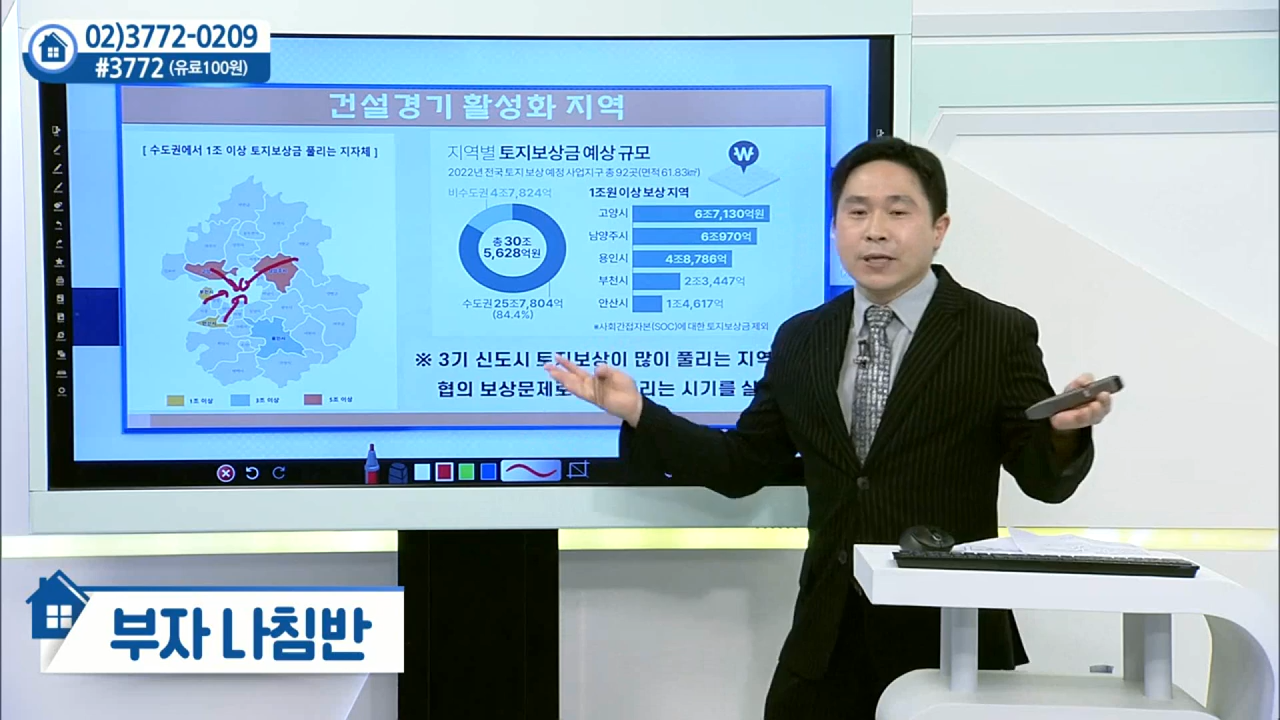 02)3772-0209
#3772 (유료100원)
건설경기 활성화 지역
[ 수도권에서 1조 이상 토지보상금 풀리는 지자체 ]
1조 이상
3조 이상
5조 이상
지역별 토지보상금 예상 규모
2022년 전국 토지 보상 예정 사업지구 총 92곳(면적 61.83㎢)
비수도권 4조7,824억
총 30조
5,628억원
수도권 25조7,804억
(84.4%)
1조원 이상 보상 지역
고양시 6조7,130억원
남양주시 6조970억
용인시 4조8,786억
부천시 2조3,447억
안산시 1조4,617억
※사회간접자본(SOC)에 대한 토지보상금 제외
※ 3기 신도시 토지보상이 많이 풀리는 지역
협의 보상문제로 리는 시기를 살
부자 나침반